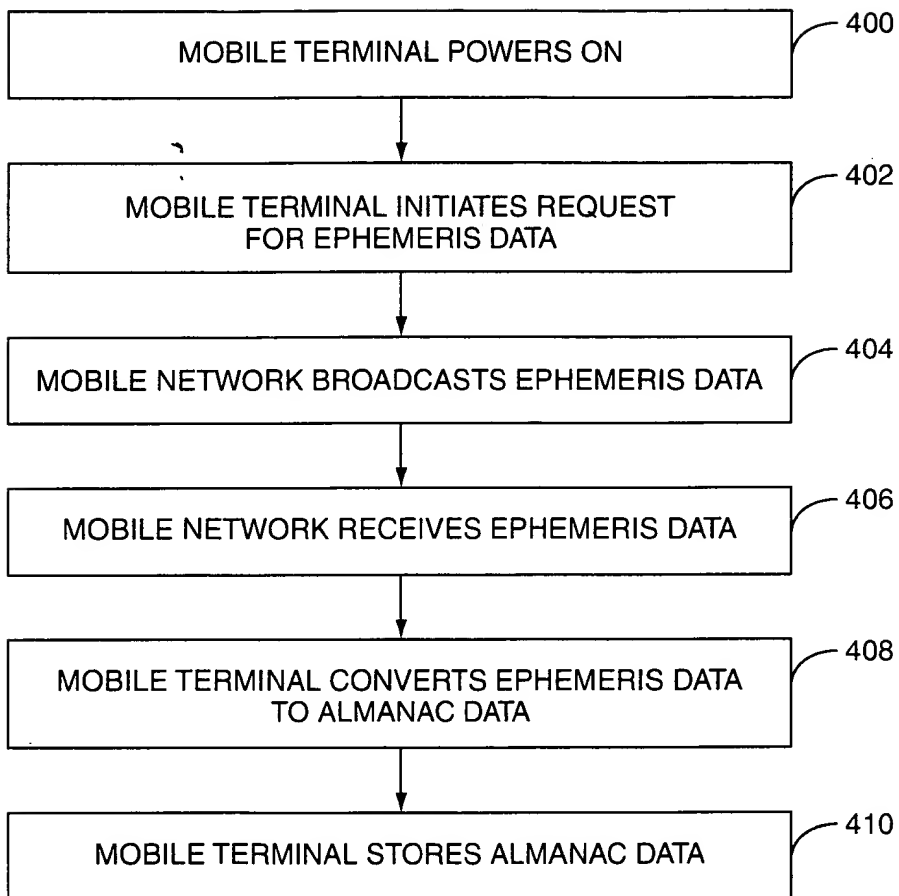 MOBILE TERMINAL POWERS ON
400
MOBILE TERMINAL INITIATES REQUEST
FOR EPHEMERIS DATA
402
MOBILE NETWORK BROADCASTS EPHEMERIS DATA
404
MOBILE NETWORK RECEIVES EPHEMERIS DATA
406
MOBILE TERMINAL CONVERTS EPHEMERIS DATA
TO ALMANAC DATA
408
MOBILE TERMINAL STORES ALMANAC DATA
410